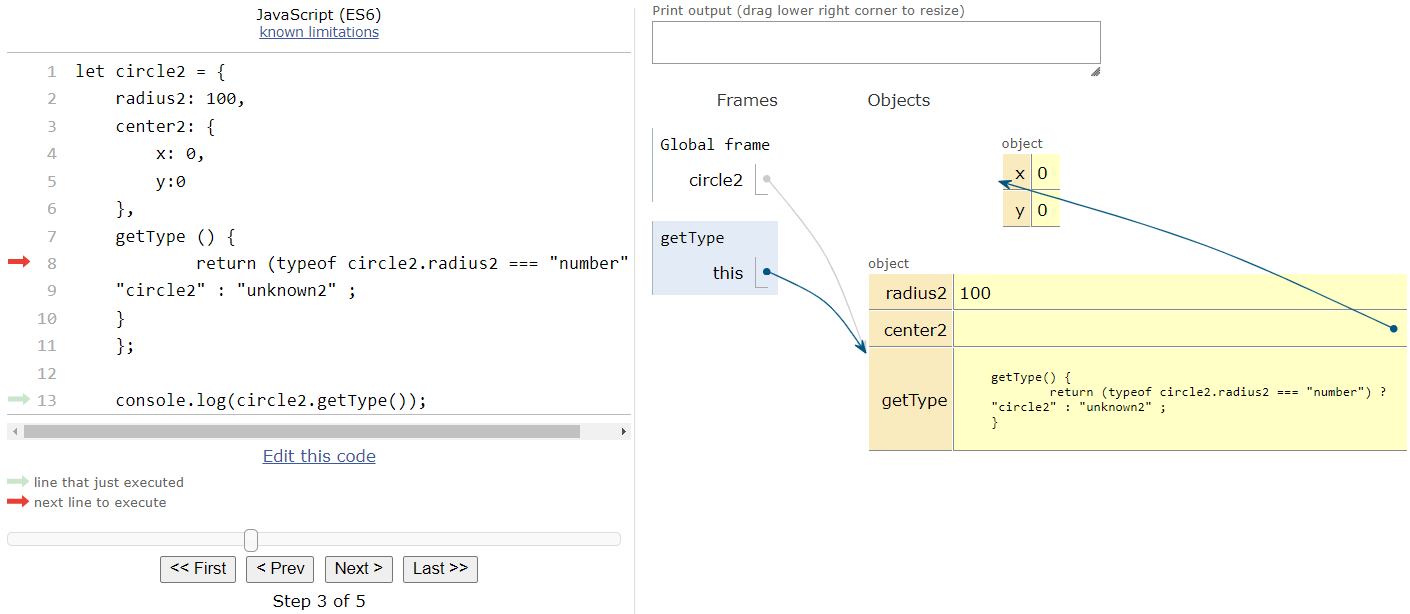 JavaScript (ES6)
known limitations
1 let circle2 = {
2 radius2: 100,
3 center2: {
4 x: 0,
5 y:0
6 },
7 getType () {
8 return (typeof circle2.radius2 === "number"
9 "circle2" : "unknown2" ;
10 }
11 };
12
13 console.log(circle2.getType());
Edit this code
line that just executed
next line to execute
<< First < Prev Next > Last >>
Step 3 of 5
Print output (drag lower right corner to resize)
Frames Objects
Global frame
circle2
getType
this
object
x 0
y 0
object
radius2 100
center2
getType
getType() {
return (typeof circle2.radius2 === "number") ?
"circle2" : "unknown2" ;
}